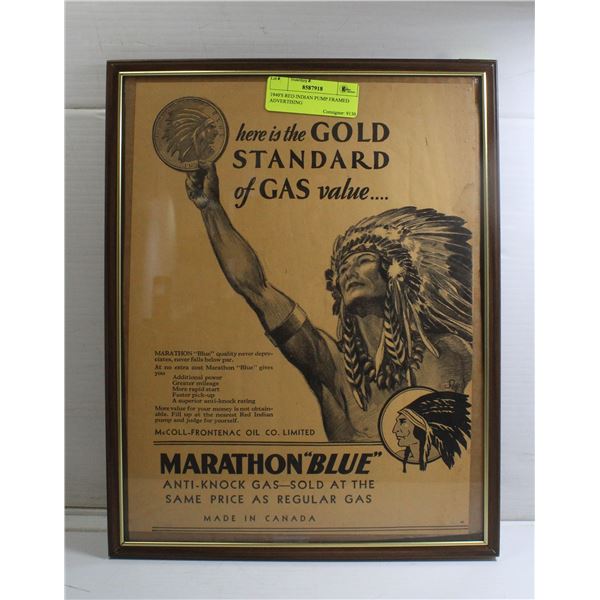 Lot #
Inventory #
8587918
1940'S RED INDIAN PUMP FRAMED
ADVERTISING
Consignor: 9138
here is the GOLD
STANDARD
of GAS value....
MARATHON "Blue" quality never depre-
ciates, never falls below par.
At no extra cost Marathon "Blue" gives
you
Additional power
Greater mileage
More rapid start
Faster pick-up
A superior anti-knock rating
More value for your money is not obtain-
able. Fill up at the nearest Red Indian
pump and judge for yourself.
McCOLL-FRONTENAC OIL CO. LIMITED
MARATHON "BLUE"
ANTI-KNOCK GAS—SOLD AT THE
SAME PRICE AS REGULAR GAS
MADE IN CANADA